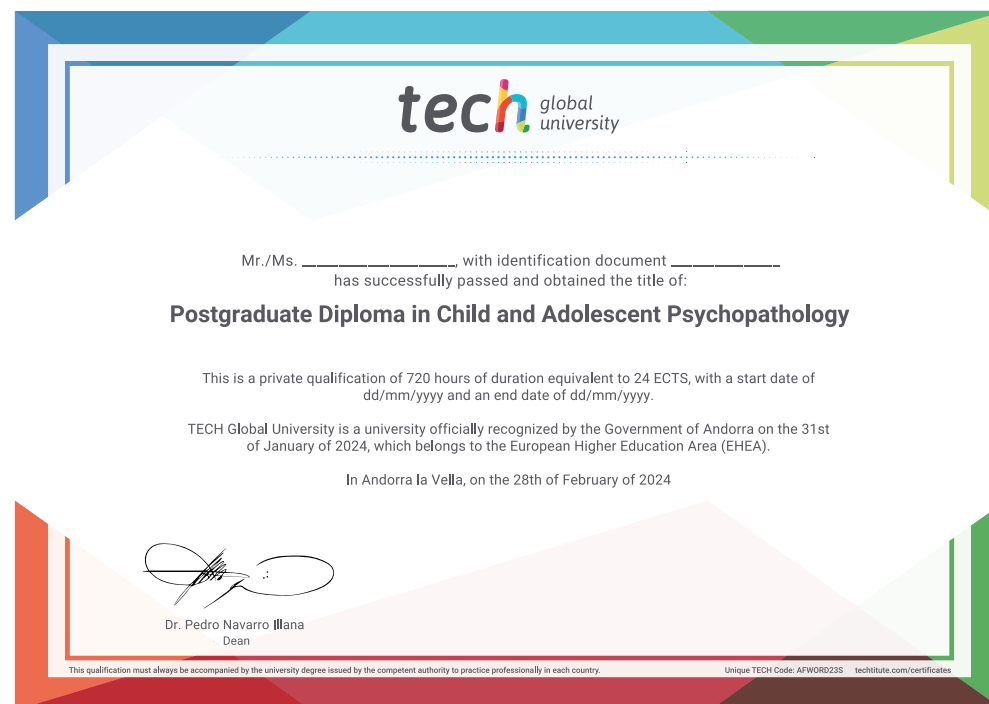 tech global university
Mr./Ms. ____________________, with identification document ______________
has successfully passed and obtained the title of:
Postgraduate Diploma in Child and Adolescent Psychopathology
This is a private qualification of 720 hours of duration equivalent to 24 ECTS, with a start date of
dd/mm/yyyy and an end date of dd/mm/yyyy.
TECH Global University is a university officially recognized by the Government of Andorra on the 31st
of January of 2024, which belongs to the European Higher Education Area (EHEA).
In Andorra la Vella, on the 28th of February of 2024
Dr. Pedro Navarro Illana
Dean
This qualification must always be accompanied by the university degree issued by the competent authority to practice professionally in each country. Unique TECH Code: AFWORD23S techtitute.com/certificates